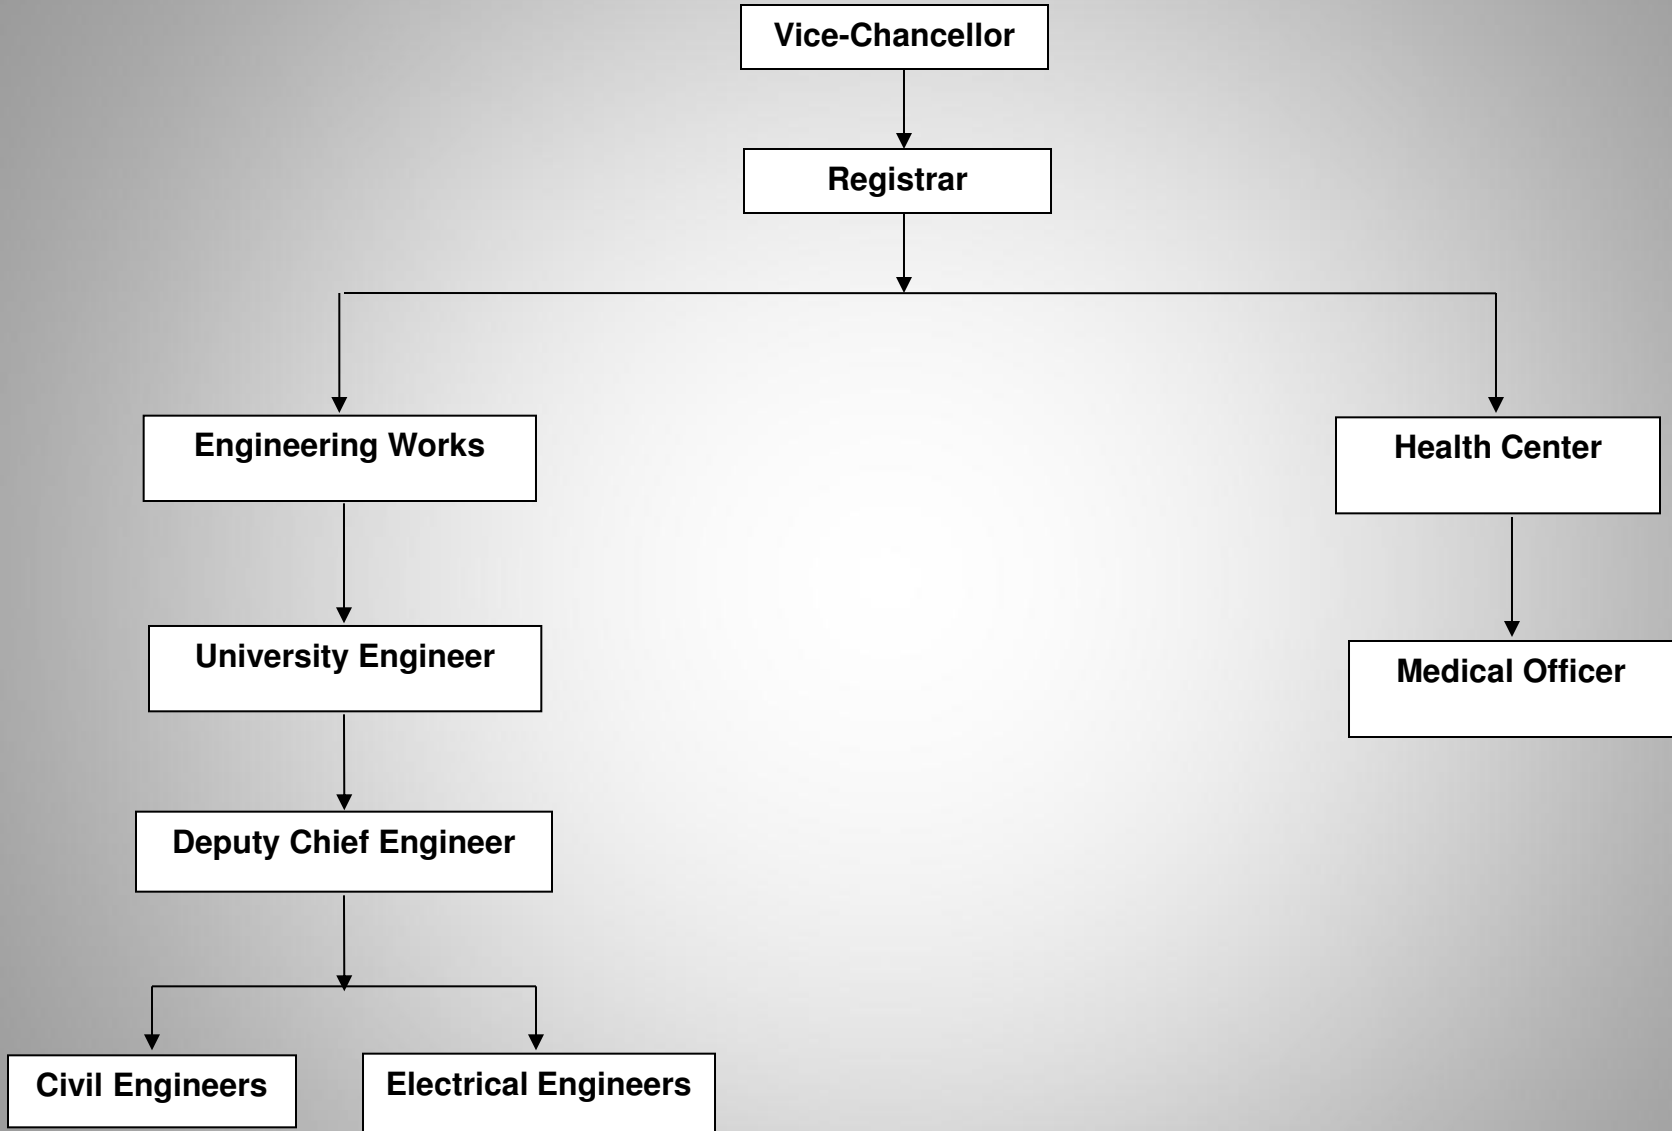 Vice-Chancellor
Registrar
Engineering Works
Health Center
University Engineer
Medical Officer
Deputy Chief Engineer
Civil Engineers
Electrical Engineers